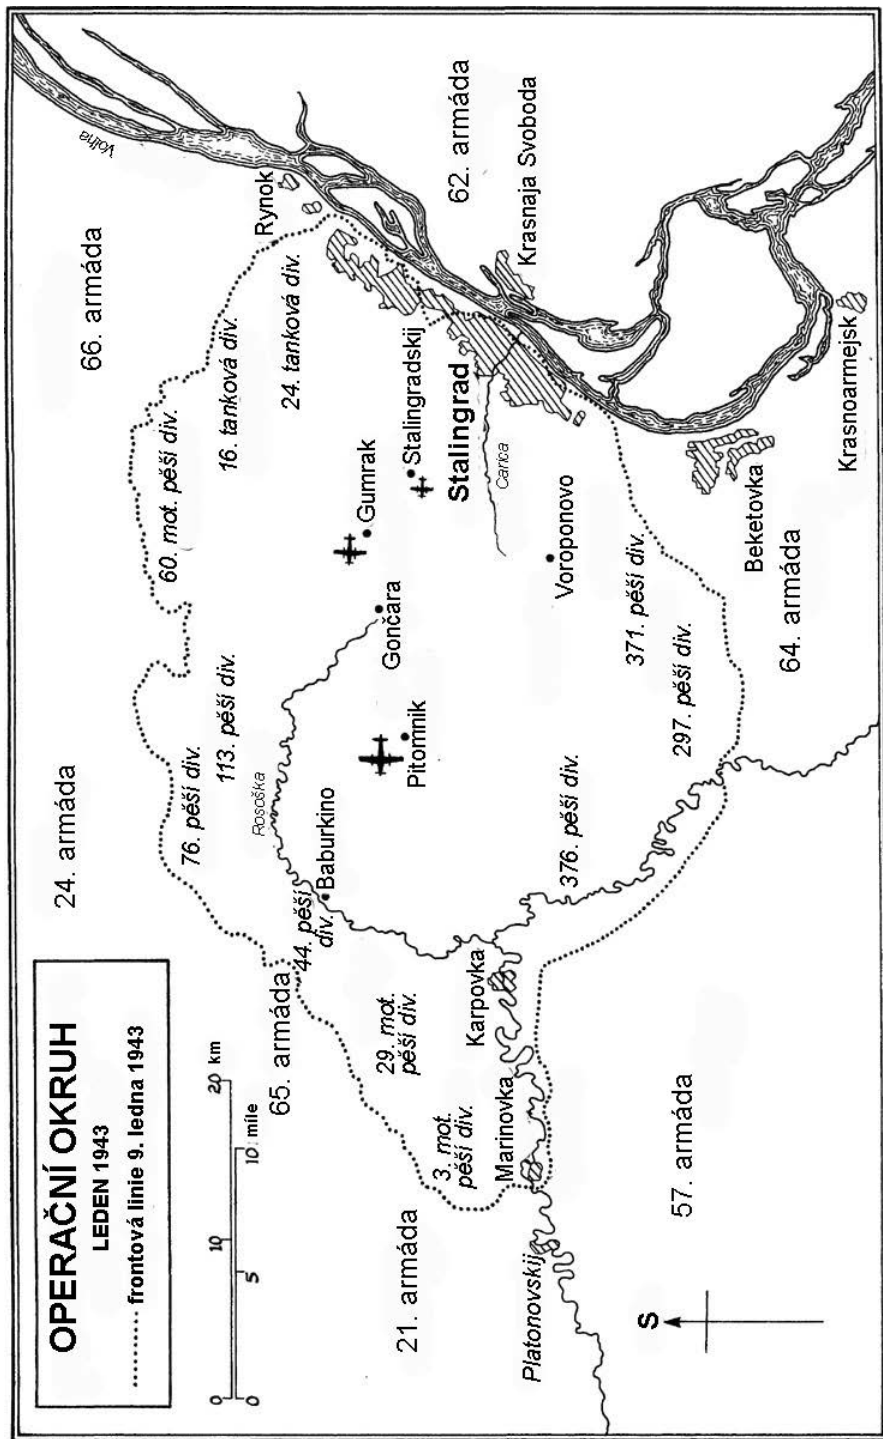 OPERAČNÍ OKRUH
LEDEN 1943
frontová linie 9. ledna 1943
0 10 20 km
0 5 10 míle
24. armáda
66. armáda
Volha
Rynok
62. armáda
60. mot. pěší div.
16. tanková div.
24. tanková div.
76. pěší div.
113. pěší div.
Rosoška
65. armáda
44. pěší
div.
Baburkino
Gumrak
Stalingradskij
Krasnaja Svoboda
Gončara
Pitomnik
Stalingrad
Carica
29. mot.
pěší div.
21. armáda
3. mot.
pěší div.
Karpovka
Marinovka
Voroponovo
Platonovskij
376. pěší div.
371. pěší div.
297. pěší div.
Beketovka
64. armáda
Krasnoarmejsk
57. armáda
S